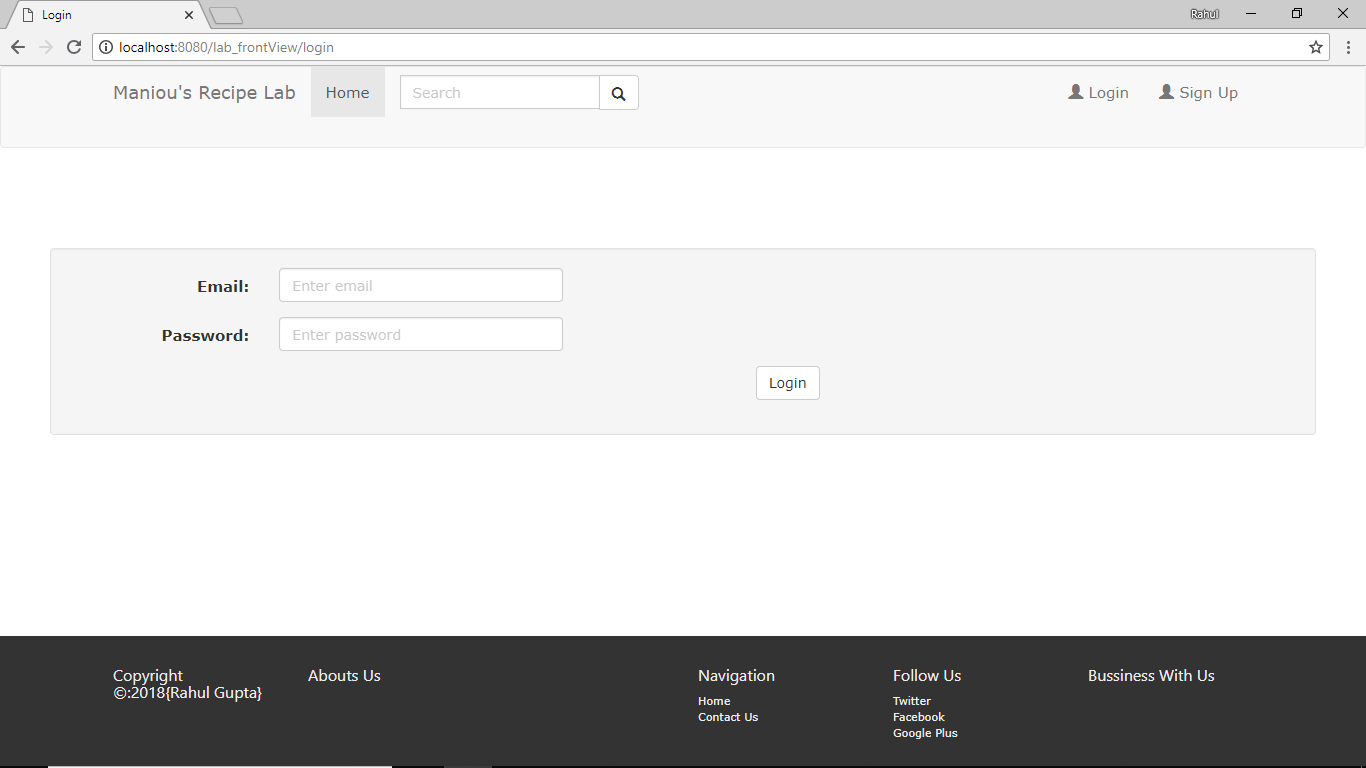 Login
Rahul
localhost:8080/lab_frontView/login
Maniou's Recipe Lab Home Search Login Sign Up
Email: Enter email
Password: Enter password
Login
Copyright
©:2018{Rahul Gupta}
Abouts Us
Navigation
Home
Contact Us
Follow Us
Twitter
Facebook
Google Plus
Bussiness With Us